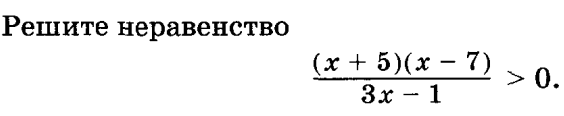 Решите неравенство
(x + 5)(x − 7)
3x − 1
> 0.